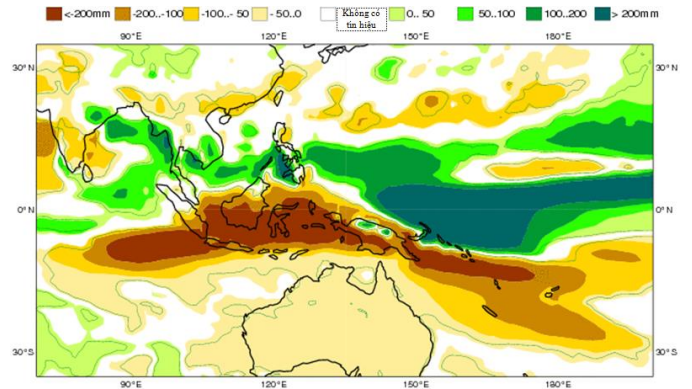 <-200mm -200..-100 -100..- 50 - 50..0 Không có 0.. 50 50..100 100..200 > 200mm
tín hiệu
90°E 120°E 150°E 180°E
30°N 30°N
0°N 0°N
30°S 30°S
90°E 120°E 150°E 180°E